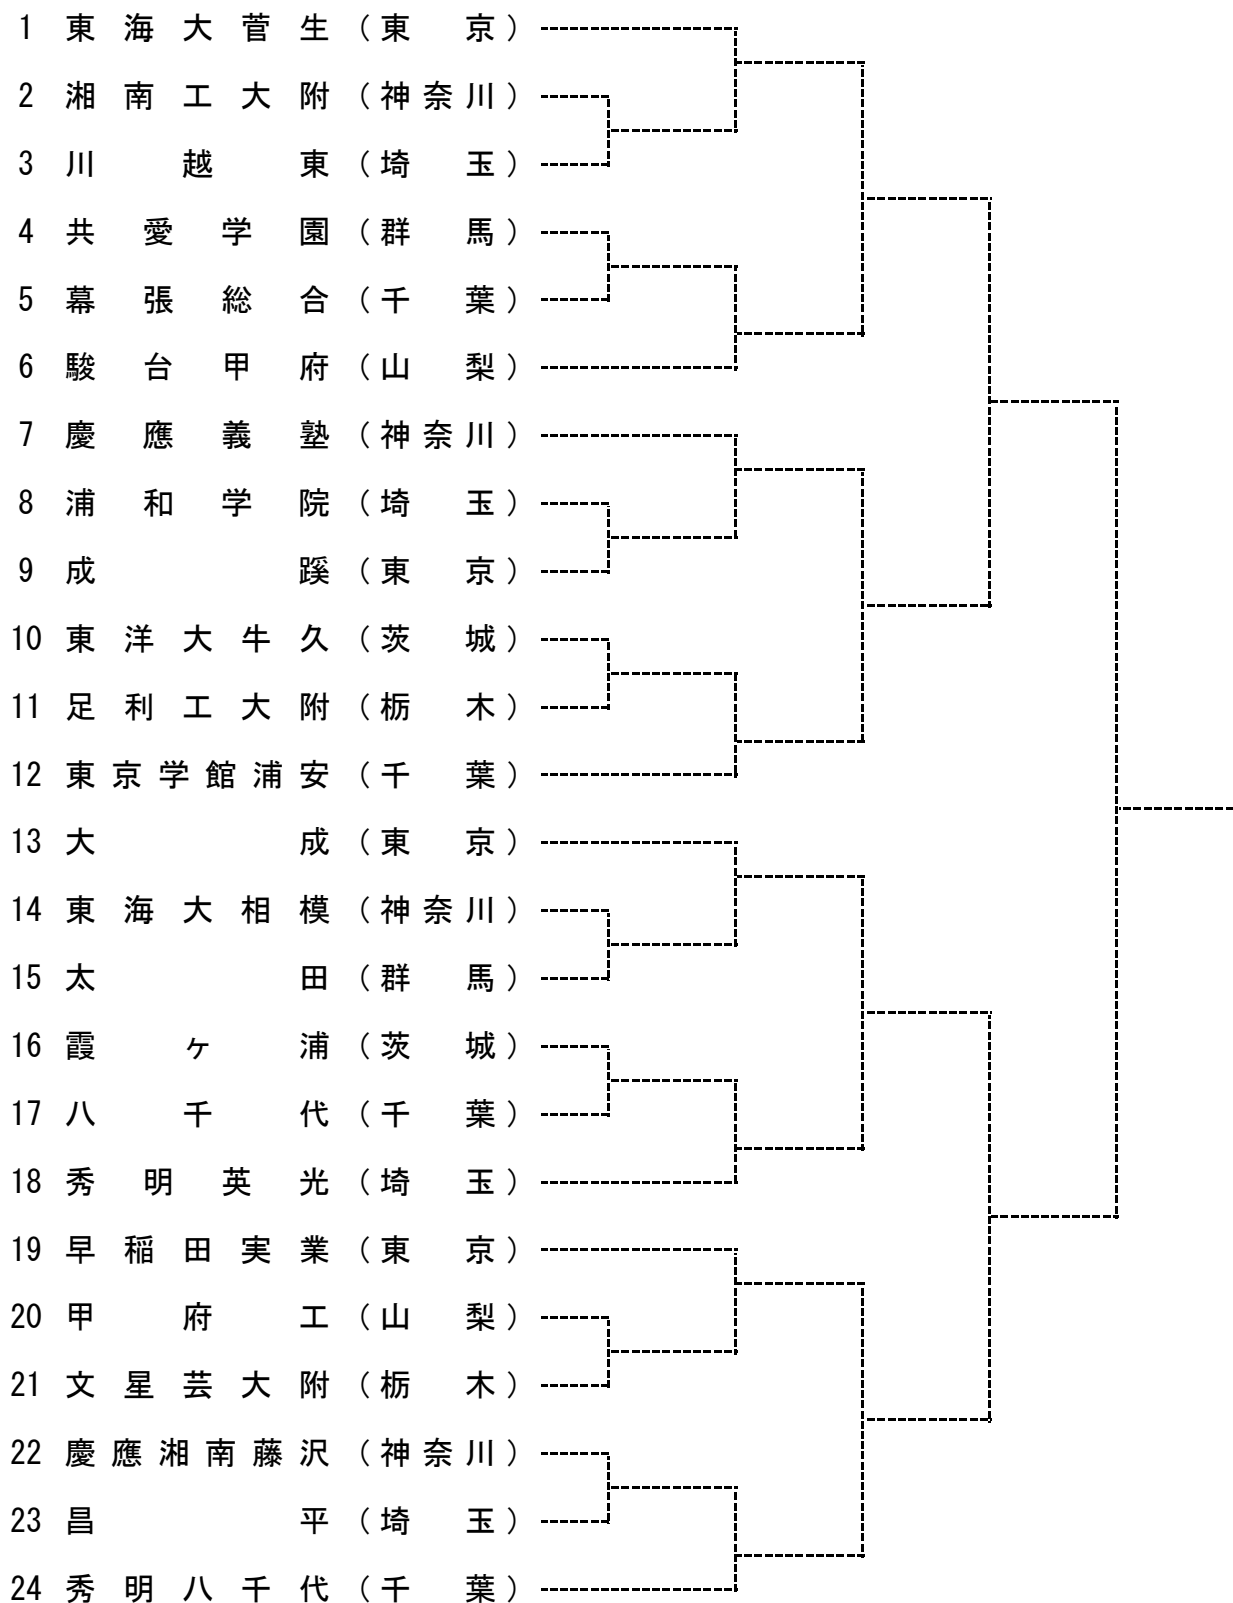 1 東海大菅生（東京）
2 湘南工大附（神奈川）
3 川越東（埼玉）
4 共愛学園（群馬）
5 幕張総合（千葉）
6 駿台甲府（山梨）
7 慶應義塾（神奈川）
8 浦和学院（埼玉）
9 成蹊（東京）
10 東洋大牛久（茨城）
11 足利工大附（栃木）
12 東京学館浦安（千葉）
13 大成（東京）
14 東海大相模（神奈川）
15 太田（群馬）
16 霞ヶ浦（茨城）
17 八千代（千葉）
18 秀明英光（埼玉）
19 早稲田実業（東京）
20 甲府工（山梨）
21 文星芸大附（栃木）
22 慶應湘南藤沢（神奈川）
23 昌平（埼玉）
24 秀明八千代（千葉）